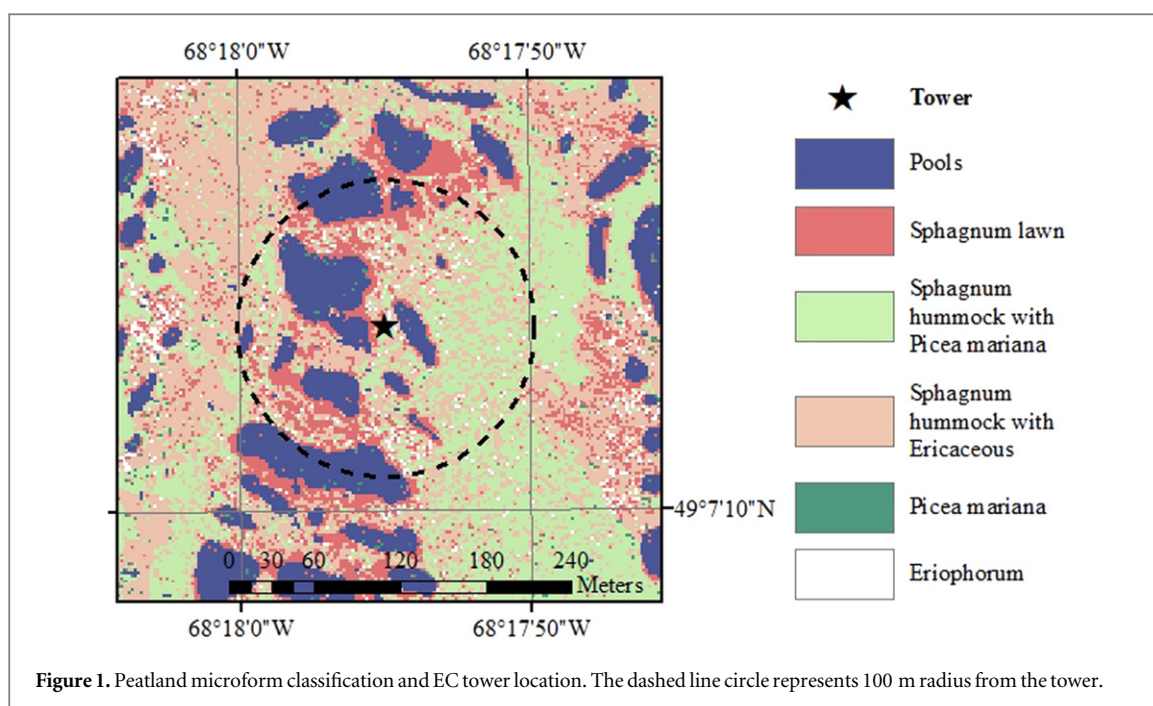 68°18'0"W 68°17'50"W
Tower
Pools
Sphagnum lawn
Sphagnum
hummock with
Picea mariana
Sphagnum
hummock with
Ericaceous
Picea mariana
Eriophorum
49°7'10"N
0 30 60 120 180 240
Meters
68°18'0"W 68°17'50"W
Figure 1. Peatland microform classification and EC tower location. The dashed line circle represents 100 m radius from the tower.